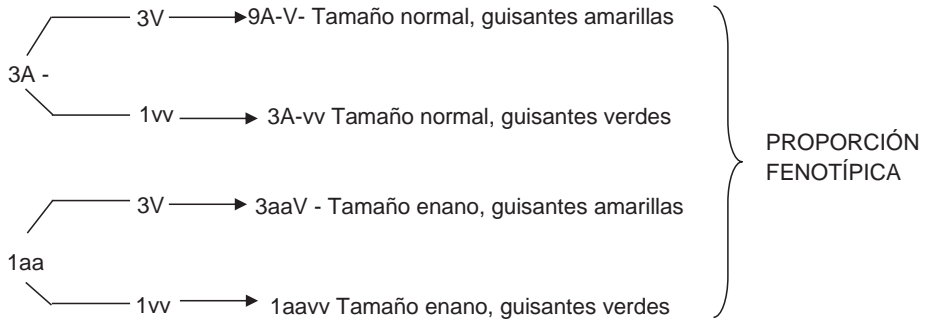 3V 9A-V- Tamaño normal, guisantes amarillas
3A -
1vv 3A-vv Tamaño normal, guisantes verdes
PROPORCIÓN
FENOTÍPICA
3V 3aaV - Tamaño enano, guisantes amarillas
1aa
1vv 1aavv Tamaño enano, guisantes verdes